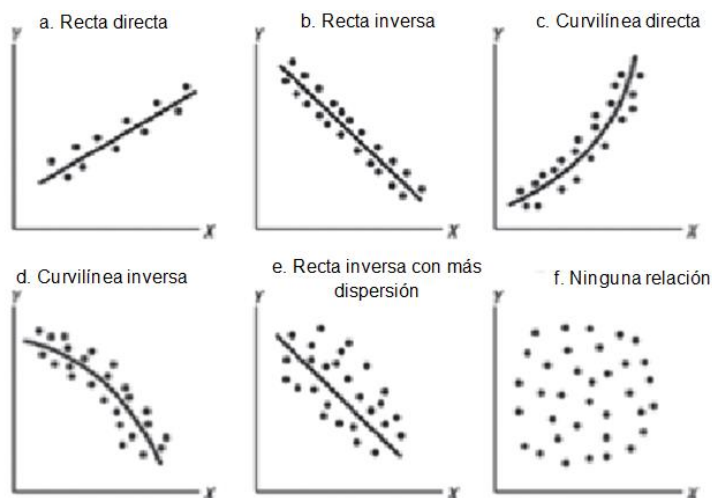 a. Recta directa
b. Recta inversa
c. Curvilínea directa
Y
Y
Y
X
X
X
d. Curvilínea inversa
e. Recta inversa con más
dispersión
f. Ninguna relación
Y
Y
Y
X
X
X